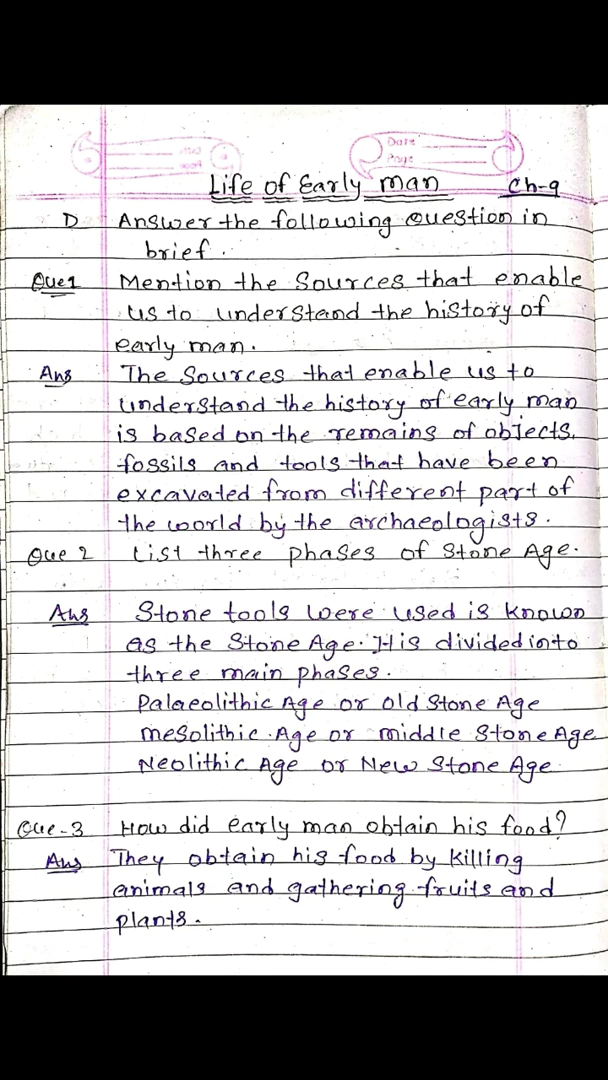 Date
Page
Life of Early man Ch-9
D Answer the following Question in
brief.
Que1 Mention the Sources that enable
us to understand the history of
early man.
Ans The Sources that enable us to
understand the history of early man
is based on the remains of objects,
fossils and tools that have been
excavated from different part of
the world by the archaeologists.
Que 2 List three phases of Stone Age.
Ans Stone tools were used is known
as the Stone Age. It is divided into
three main phases.
Palaeolithic Age or Old Stone Age
Mesolithic Age or middle Stone Age
Neolithic Age or New Stone Age
Que-3 How did early man obtain his food?
Ans They obtain his food by killing
animals and gathering fruits and
plants.